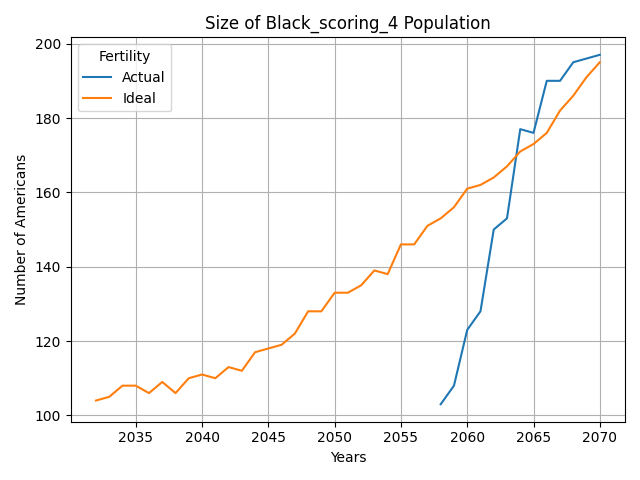 Size of Black_scoring_4 Population
Fertility
Actual
Ideal
Number of Americans
200
180
160
140
120
100
2035 2040 2045 2050 2055 2060 2065 2070
Years